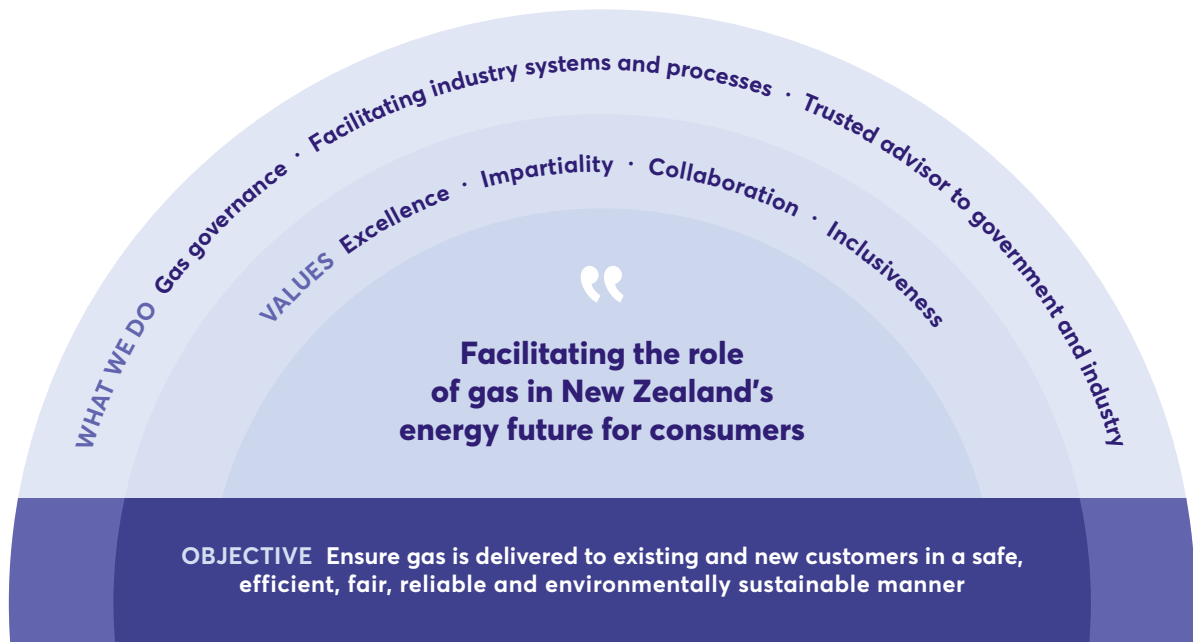 WHAT WE DO Gas governance · Facilitating industry systems and processes · Trusted advisor to government and industry
VALUES Excellence · Impartiality · Collaboration · Inclusiveness
Facilitating the role
of gas in New Zealand's
energy future for consumers
OBJECTIVE Ensure gas is delivered to existing and new customers in a safe,
efficient, fair, reliable and environmentally sustainable manner